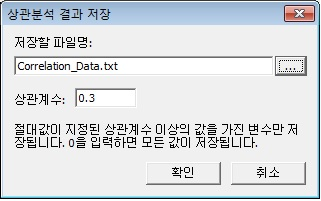 상관분석 결과 저장
저장할 파일명:
Correlation_Data.txt
...
상관계수:
0.3
절대값이 지정된 상관계수 이상의 값을 가진 변수만 저
장됩니다. 0을 입력하면 모든 값이 저장됩니다.
확인
취소